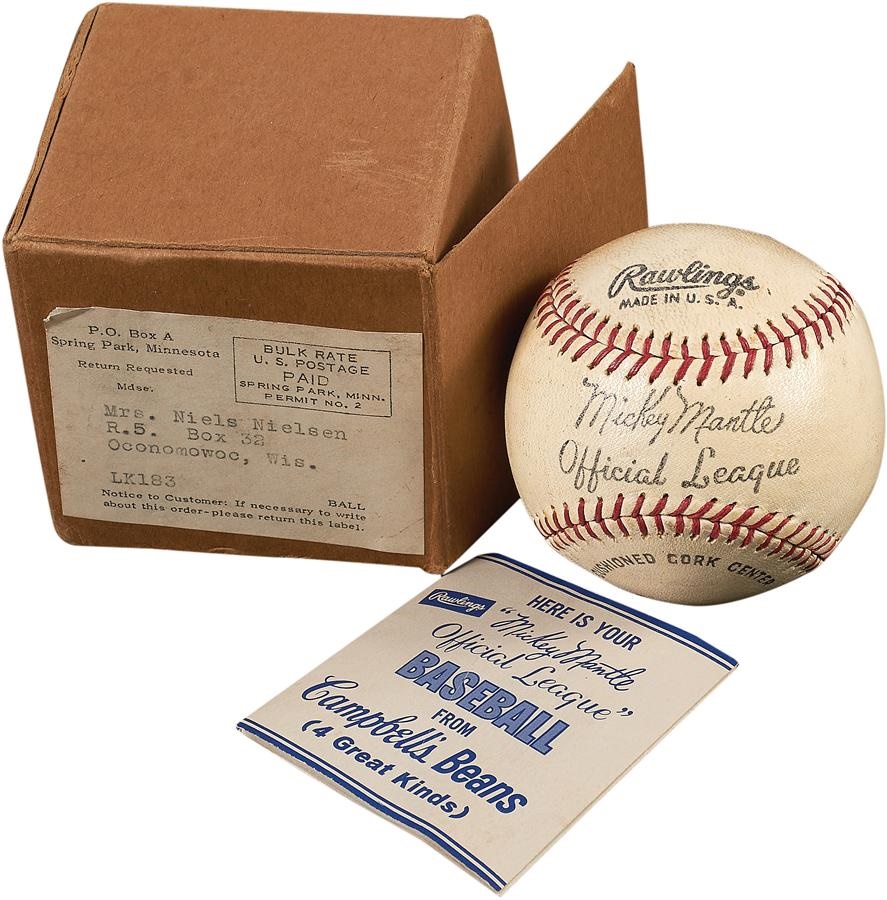 P.O. Box A
Spring Park, Minnesota
Return Requested
Mdse.
BULK RATE
U. S. POSTAGE
PAID
SPRING PARK, MINN.
PERMIT NO. 2
Mrs. Niels Nielsen
R.5. Box 32
Oconomowoc, Wis.
LK183
BALL
Notice to Customer: If necessary to write
about this order-please return this label.
Rawlings
MADE IN U.S.A.
Mickey Mantle
Official League
CUSHIONED CORK CENTER
Rawlings
HERE IS YOUR
"Mickey Mantle
Official League"
BASEBALL
FROM
Campbell's Beans
(4 Great Kinds)